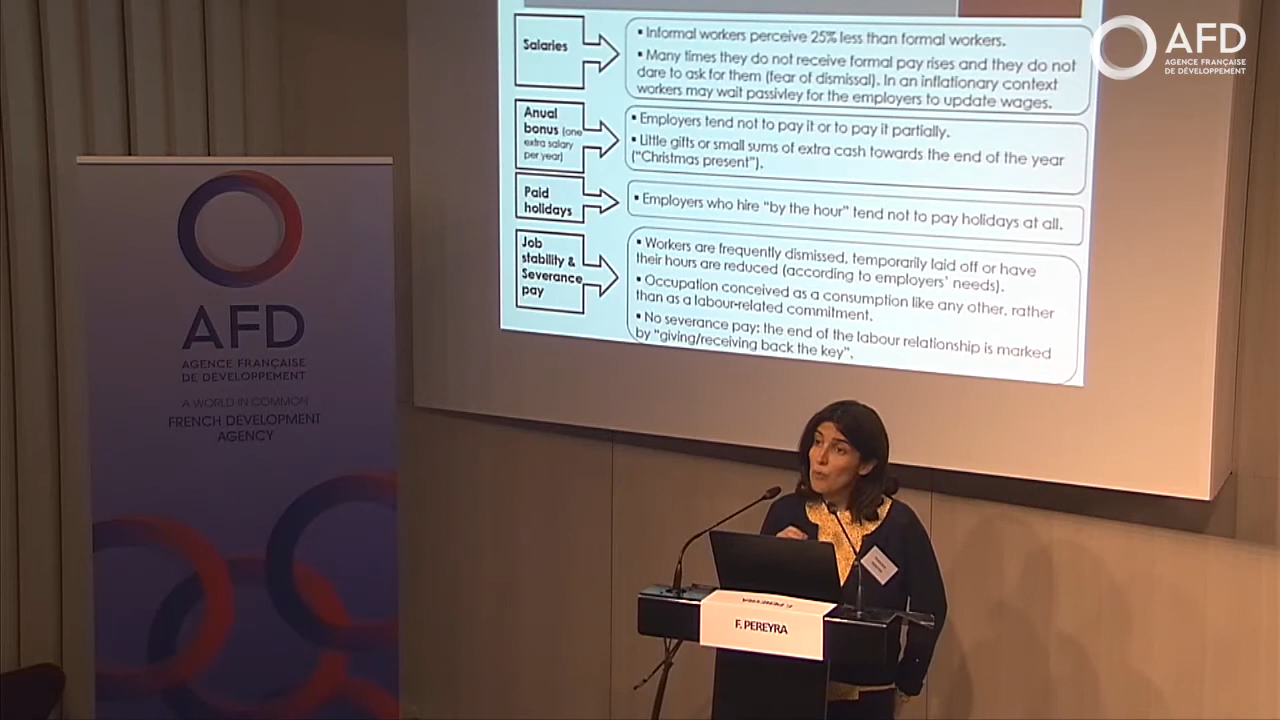 Salaries
▪ Informal workers perceive 25% less than formal workers.
▪ Many times they do not receive formal pay rises and they do not
dare to ask for them (fear of dismissal). In an inflationary context
workers may wait passivley for the employers to update wages.
Anual
bonus (one
extra salary
per year)
▪ Employers tend not to pay it or to pay it partially.
▪ Little gifts or small sums of extra cash towards the end of the year
("Christmas present").
Paid
holidays
▪ Employers who hire "by the hour" tend not to pay holidays at all.
Job
stability &
Severance
pay
▪ Workers are frequently dismissed, temporarily laid off or have
their hours are reduced (according to employers' needs).
▪ Occupation conceived as a consumption like any other, rather
than as a labour-related commitment.
▪ No severance pay: the end of the labour relationship is marked
by "giving/receiving back the key".
AFD
AGENCE FRANÇAISE
DE DÉVELOPPEMENT
AFD
AGENCE FRANÇAISE
DE DÉVELOPPEMENT
A WORLD IN COMMON
FRENCH DEVELOPMENT
AGENCY
F. PEREYRA
F. PEREYRA